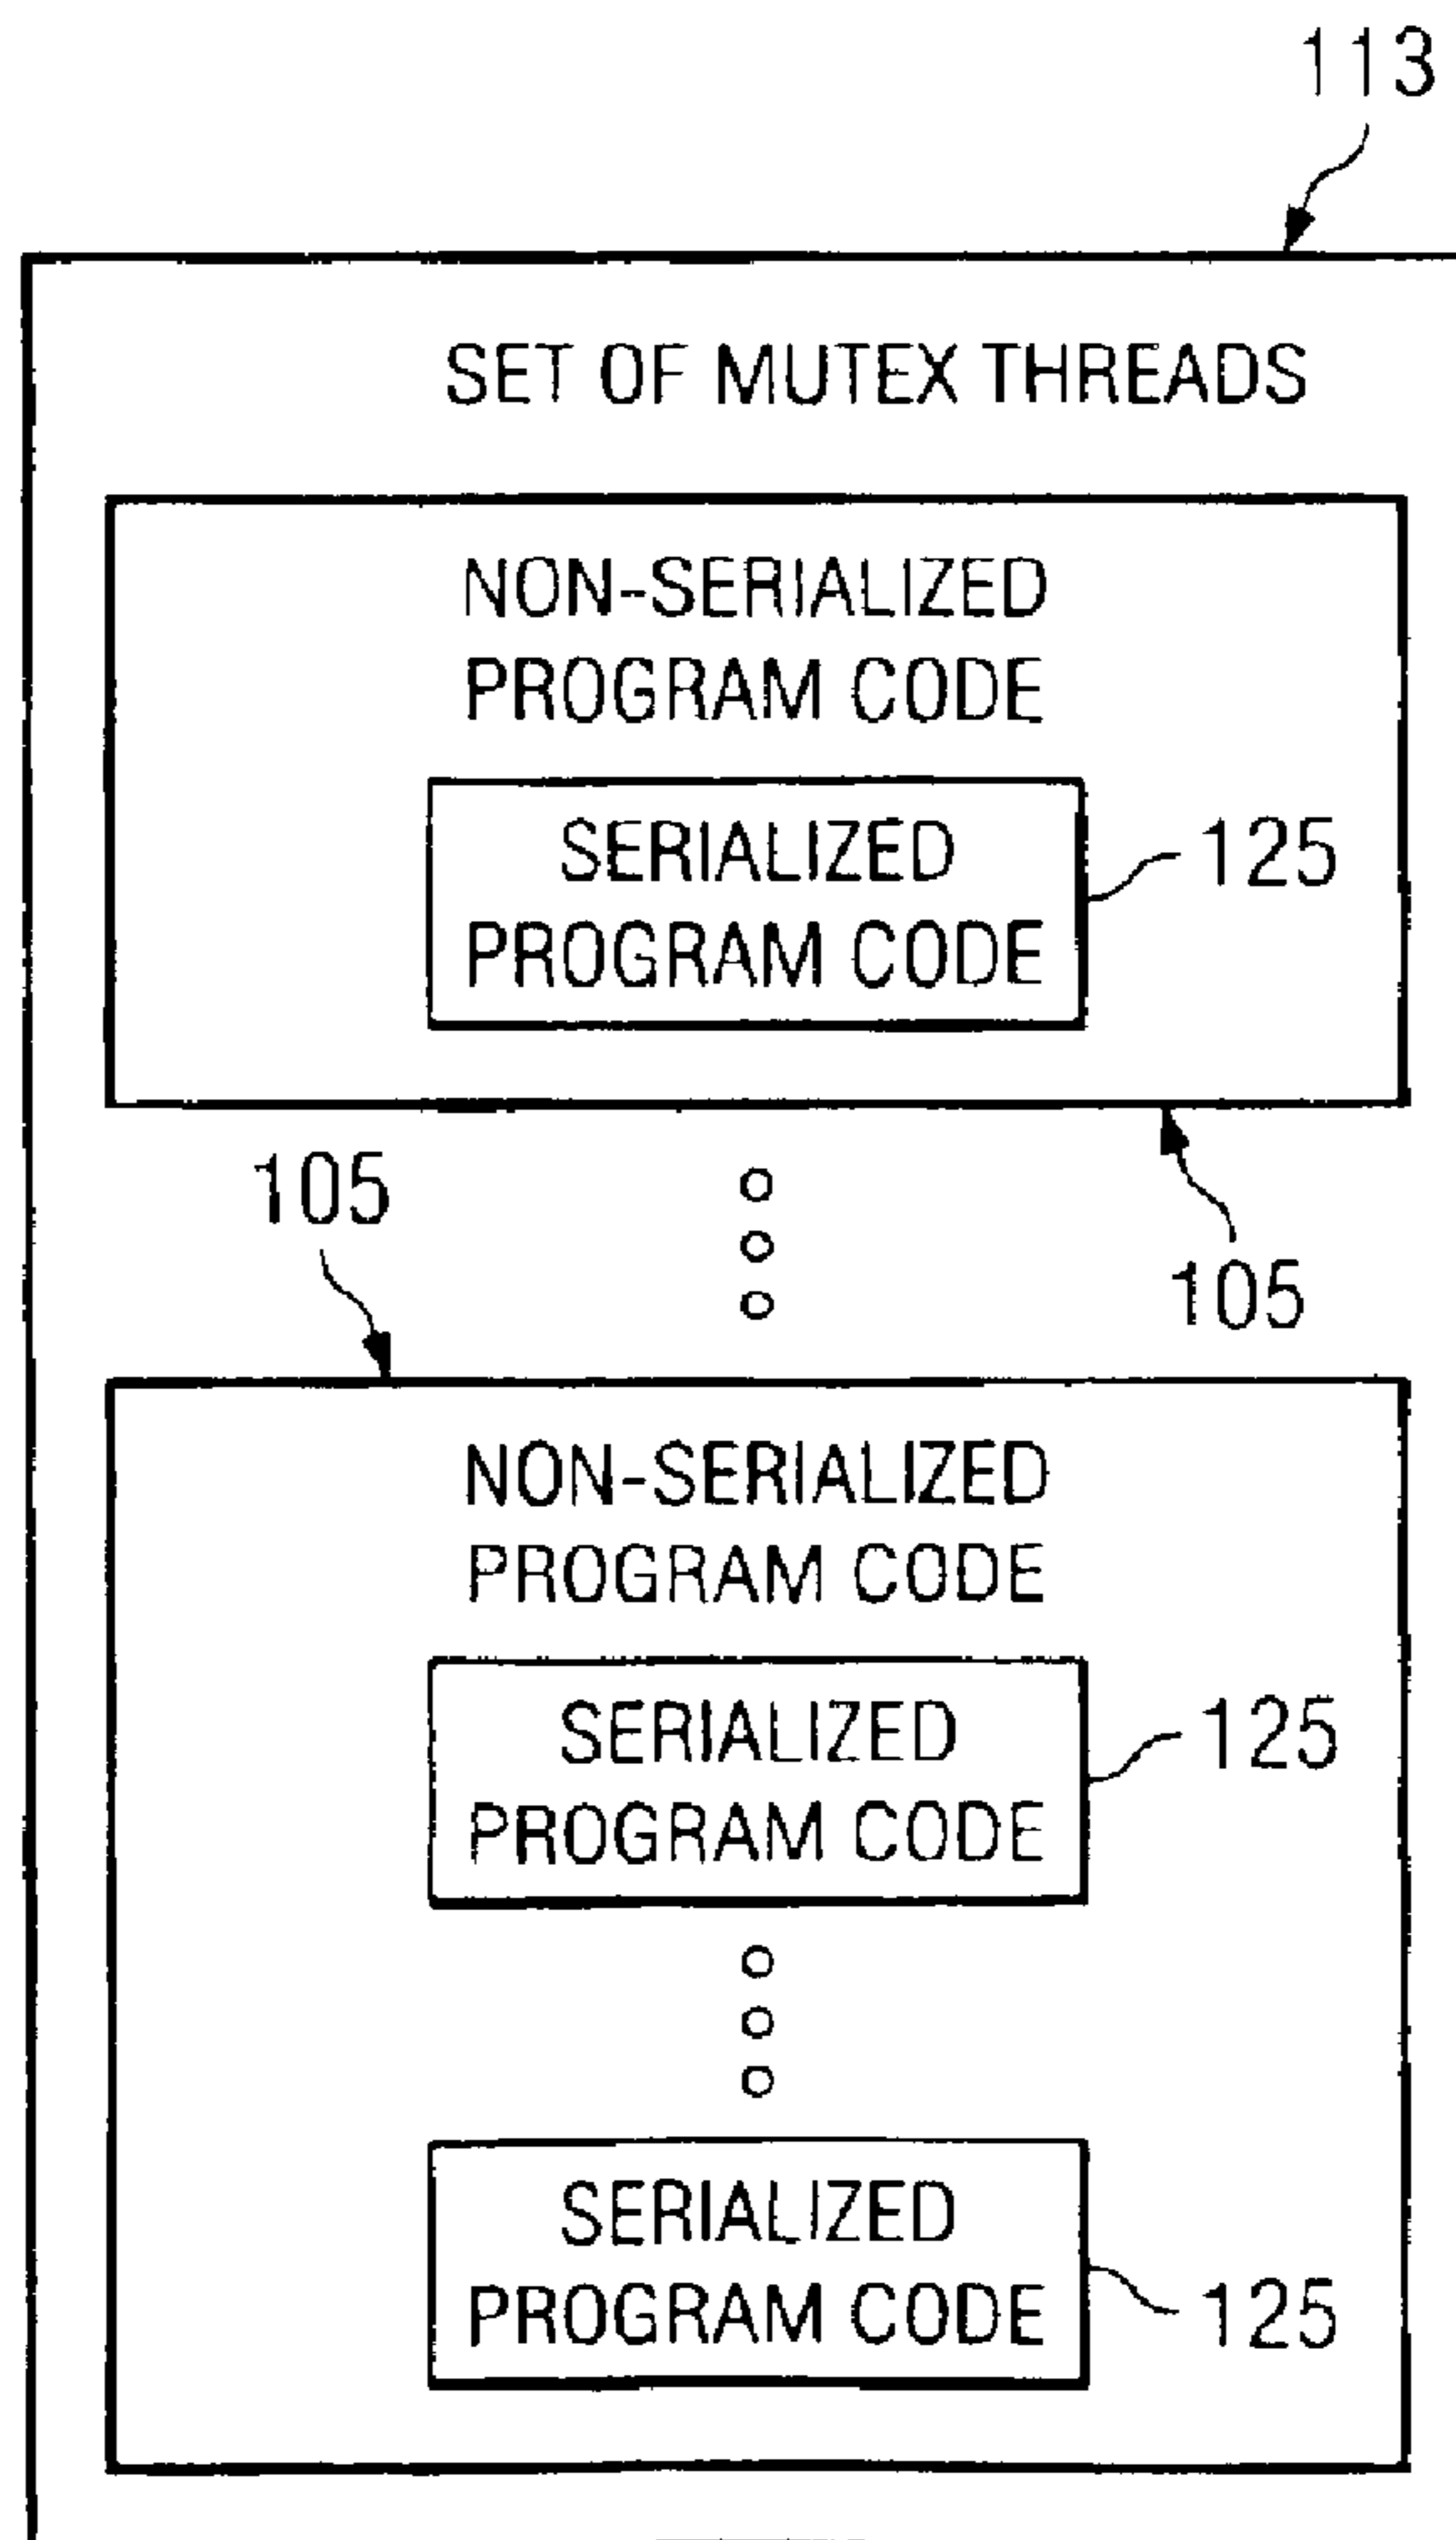 113
SET OF MUTEX THREADS
NON-SERIALIZED
PROGRAM CODE
SERIALIZED
PROGRAM CODE
125
105
105
NON-SERIALIZED
PROGRAM CODE
SERIALIZED
PROGRAM CODE
125
SERIALIZED
PROGRAM CODE
125